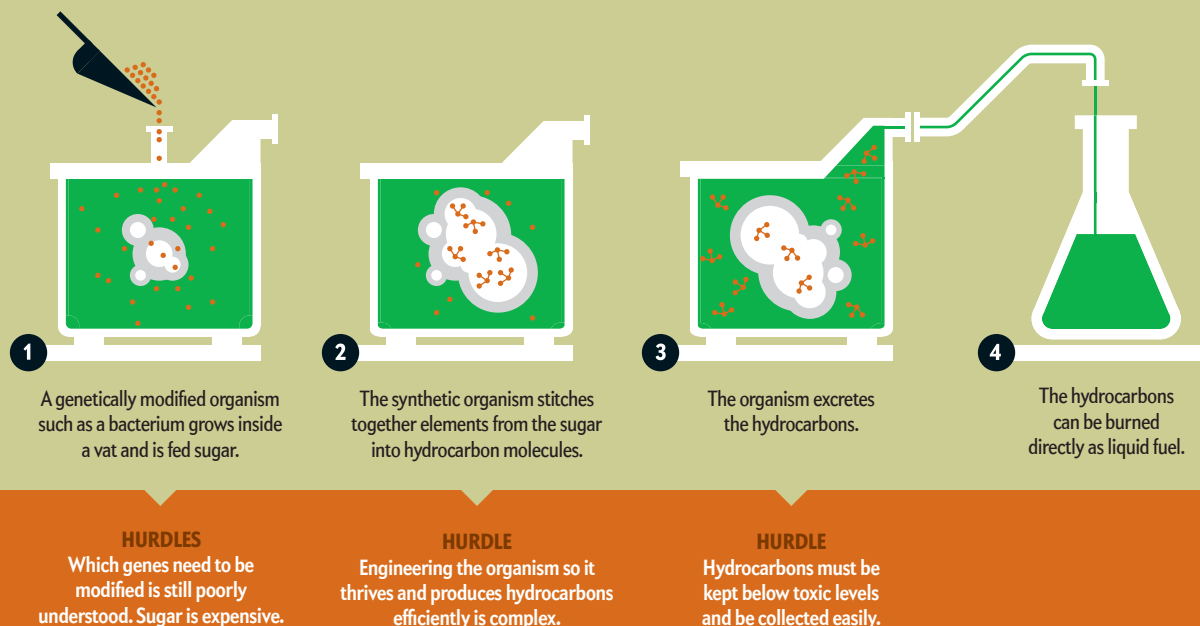 1
A genetically modified organism
such as a bacterium grows inside
a vat and is fed sugar.
2
The synthetic organism stitches
together elements from the sugar
into hydrocarbon molecules.
3
The organism excretes
the hydrocarbons.
4
The hydrocarbons
can be burned
directly as liquid fuel.
HURDLES
Which genes need to be
modified is still poorly
understood. Sugar is expensive.
HURDLE
Engineering the organism so it
thrives and produces hydrocarbons
efficiently is complex.
HURDLE
Hydrocarbons must be
kept below toxic levels
and be collected easily.